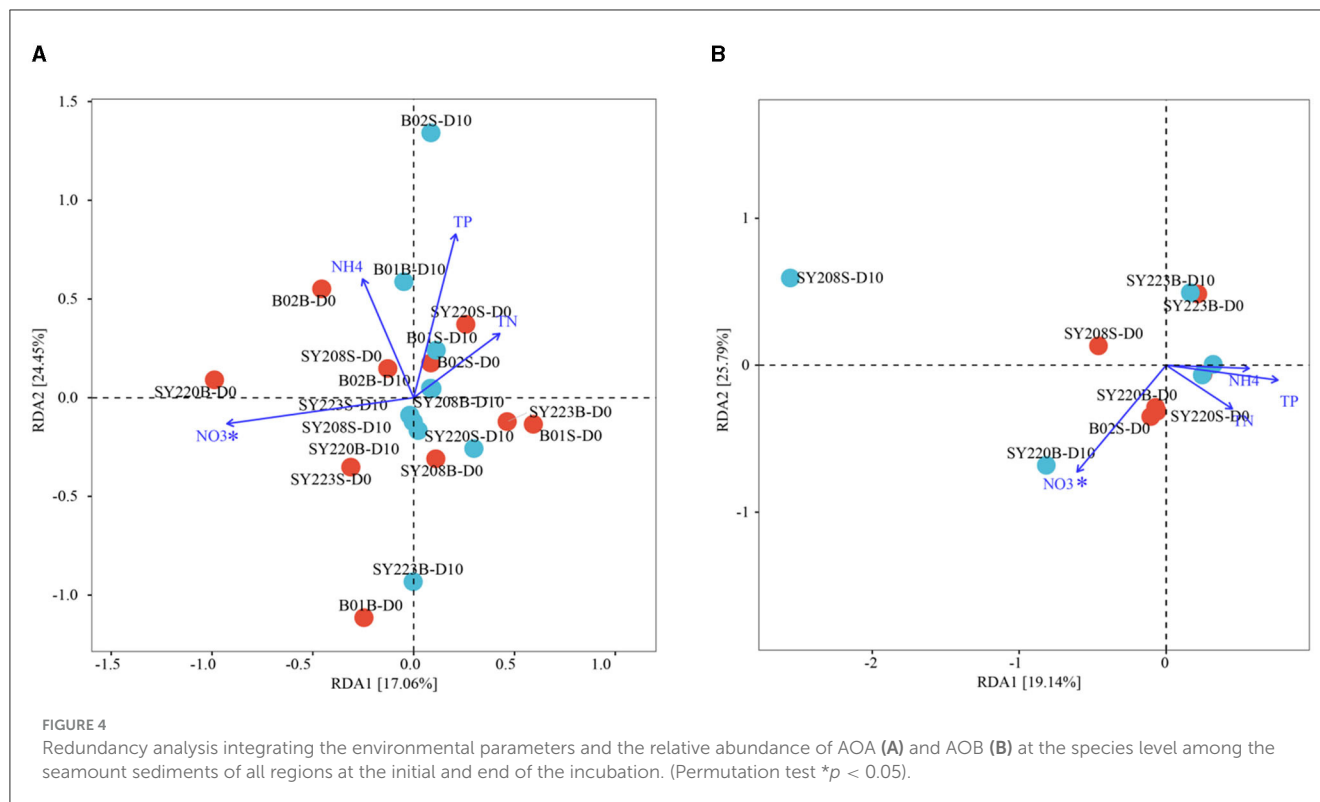 A
B
1.5
1.0
0.5
0.0
-0.5
-1.0
RDA2 [24.45%]
-1.5
-1.0
-0.5
0.0
0.5
1.0
RDA1 [17.06%]
B02S-D10
TP
NH4
B01B-D10
B02B-D0
SY220S-D0
TN
B01S-D10
SY208S-D0
B02S-D0
B02B-D10
SY220B-D0
SY223S-D10
SY208B-D10
SY223B-D0
NO3*
SY208S-D10
SY220S-D10
B01S-D0
SY220B-D10
SY208B-D0
SY223S-D0
SY223B-D10
B01B-D0
1
0
-1
RDA2 [25.79%]
-2
-1
0
RDA1 [19.14%]
SY208S-D10
SY223B-D10
SY223B-D0
SY208S-D0
NH4
SY220B-D0
TP
SY220S-D0
TN
B02S-D0
SY220B-D10
NO3*
FIGURE 4
Redundancy analysis integrating the environmental parameters and the relative abundance of AOA (A) and AOB (B) at the species level among the
seamount sediments of all regions at the initial and end of the incubation. (Permutation test *p < 0.05).